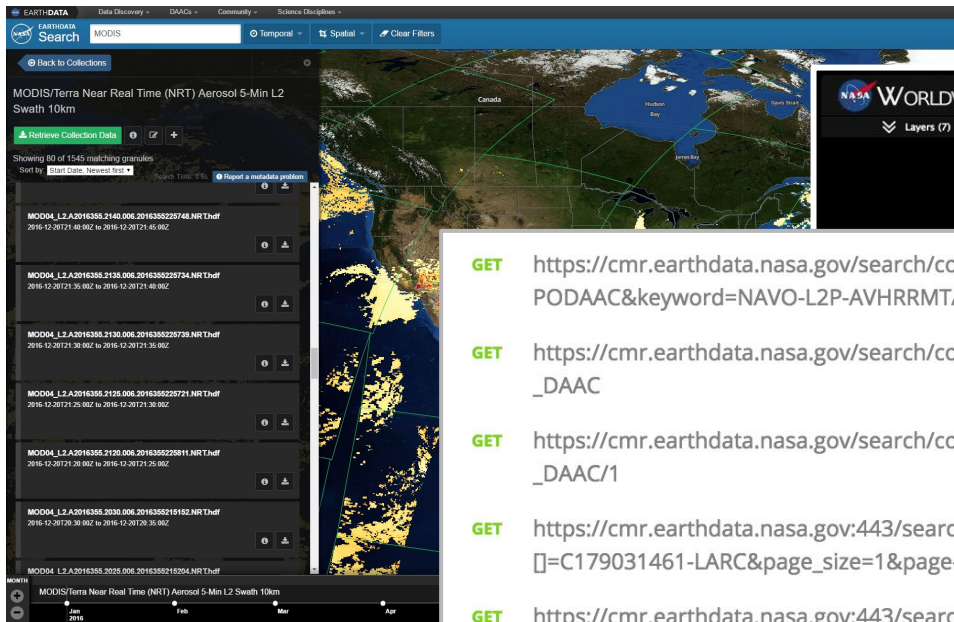 EARTHDATA Data Discovery DAACs Community Science Disciplines
NASA EARTHDATA
Search MODIS Temporal Spatial Clear Filters
Back to Collections
MODIS/Terra Near Real Time (NRT) Aerosol 5-Min L2
Swath 10km
Retrieve Collection Data
Showing 80 of 1545 matching granules
Sort by: Start Date, Newest first Search Time: 0.6s Report a metadata problem
MOD04_L2.A2016355.2140.006.2016355225748.NRT.hdf
2016-12-20T21:40:00Z to 2016-12-20T21:45:00Z
MOD04_L2.A2016355.2135.006.2016355225734.NRT.hdf
2016-12-20T21:35:00Z to 2016-12-20T21:40:00Z
MOD04_L2.A2016355.2130.006.2016355225739.NRT.hdf
2016-12-20T21:30:00Z to 2016-12-20T21:35:00Z
MOD04_L2.A2016355.2125.006.2016355225721.NRT.hdf
2016-12-20T21:25:00Z to 2016-12-20T21:30:00Z
MOD04_L2.A2016355.2120.006.2016355225811.NRT.hdf
2016-12-20T21:20:00Z to 2016-12-20T21:25:00Z
MOD04_L2.A2016355.2030.006.2016355215152.NRT.hdf
2016-12-20T20:30:00Z to 2016-12-20T20:35:00Z
MOD04_L2.A2016355.2025.006.2016355215204.NRT.hdf
MONTH
MODIS/Terra Near Real Time (NRT) Aerosol 5-Min L2 Swath 10km
Jan Feb Mar Apr
2016
Canada
Hudson
Bay
Davis Strait
James Bay
NASA WORLDV
Layers (7)
GET https://cmr.earthdata.nasa.gov/search/co
PODAAC&keyword=NAVO-L2P-AVHRRMTA
GET https://cmr.earthdata.nasa.gov/search/co
_DAAC
GET https://cmr.earthdata.nasa.gov/search/co
_DAAC/1
GET https://cmr.earthdata.nasa.gov:443/searc
[]=C179031461-LARC&page_size=1&page-
GET https://cmr.earthdata.nasa.gov:443/searc